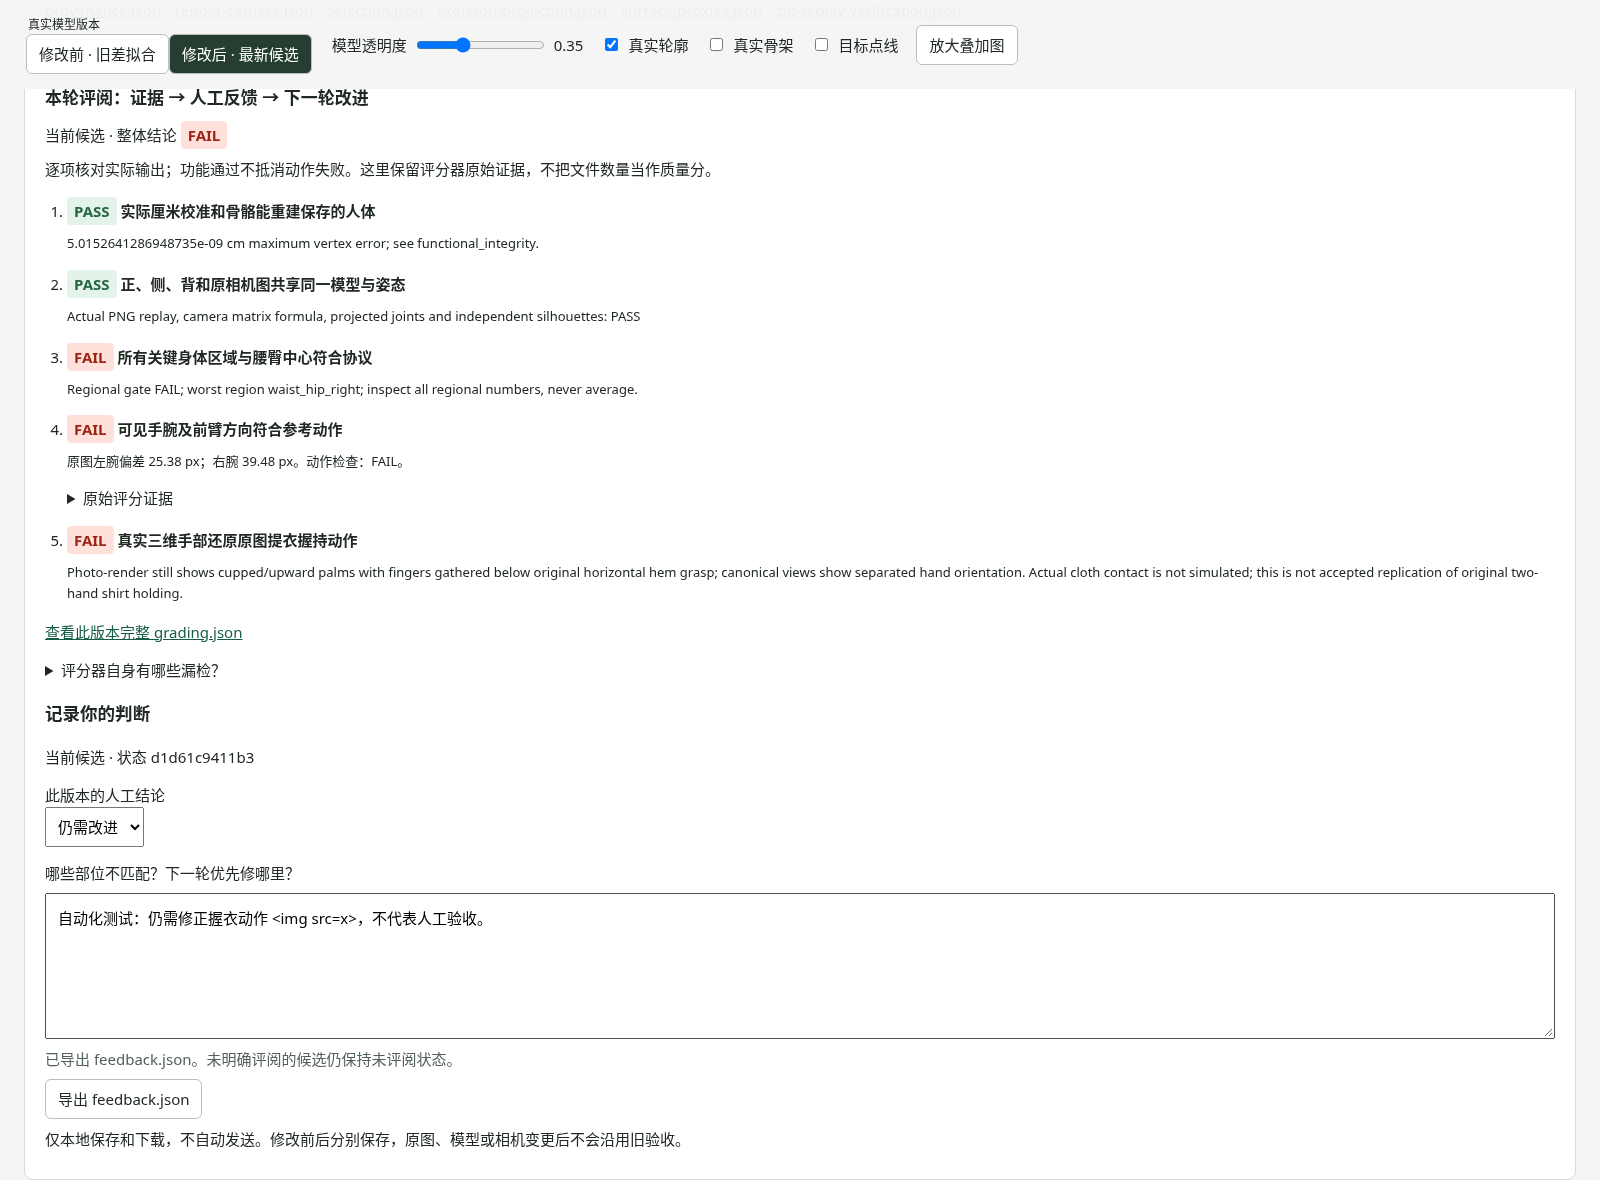 provenance.json render-camera.json selection.json skeleton-projection.json surface-proxies.json zip-replay-verification.json
真实模型版本
修改前 · 旧差拟合 修改后 · 最新候选 模型透明度 0.35 真实轮廓 真实骨架 目标点线 放大叠加图
本轮评阅：证据 → 人工反馈 → 下一轮改进
当前候选 · 整体结论 FAIL
逐项核对实际输出；功能通过不抵消动作失败。这里保留评分器原始证据，不把文件数量当作质量分。
1. PASS 实际厘米校准和骨骼能重建保存的人体
5.0152641286948735e-09 cm maximum vertex error; see functional_integrity.
2. PASS 正、侧、背和原相机图共享同一模型与姿态
Actual PNG replay, camera matrix formula, projected joints and independent silhouettes: PASS
3. FAIL 所有关键身体区域与腰臀中心符合协议
Regional gate FAIL; worst region waist_hip_right; inspect all regional numbers, never average.
4. FAIL 可见手腕及前臂方向符合参考动作
原图左腕偏差 25.38 px；右腕 39.48 px。动作检查：FAIL。
▶ 原始评分证据
5. FAIL 真实三维手部还原原图提衣握持动作
Photo-render still shows cupped/upward palms with fingers gathered below original horizontal hem grasp; canonical views show separated hand orientation. Actual cloth contact is not simulated; this is not accepted replication of original two-
hand shirt holding.
查看此版本完整 grading.json
▶ 评分器自身有哪些漏检？
记录你的判断
当前候选 · 状态 d1d61c9411b3
此版本的人工结论
仍需改进
哪些部位不匹配？下一轮优先修哪里？
自动化测试：仍需修正握衣动作 <img src=x>，不代表人工验收。
已导出 feedback.json。未明确评阅的候选仍保持未评阅状态。
导出 feedback.json
仅本地保存和下载，不自动发送。修改前后分别保存，原图、模型或相机变更后不会沿用旧验收。